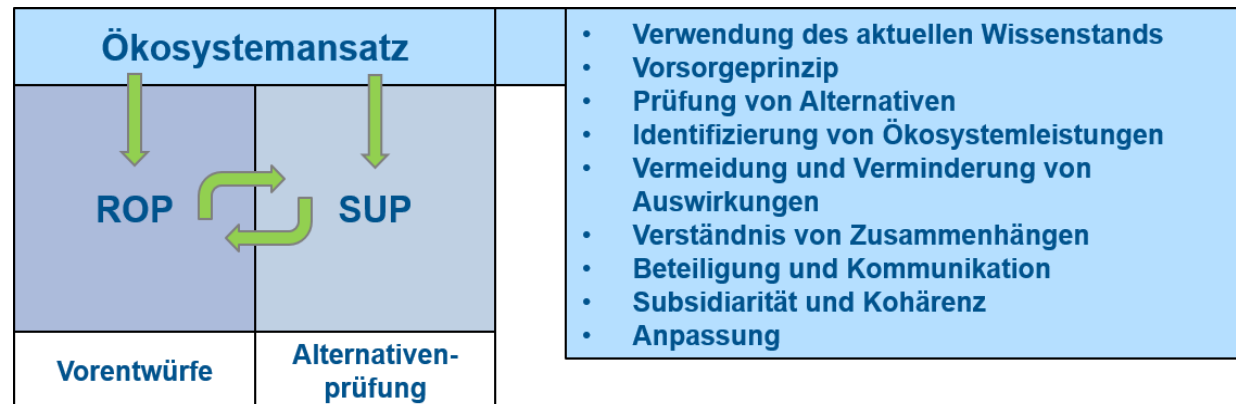 Ökosystemansatz
ROP
SUP
Vorentwürfe
Alternativen-
prüfung
• Verwendung des aktuellen Wissenstands
• Vorsorgeprinzip
• Prüfung von Alternativen
• Identifizierung von Ökosystemleistungen
• Vermeidung und Verminderung von
Auswirkungen
• Verständnis von Zusammenhängen
• Beteiligung und Kommunikation
• Subsidiarität und Kohärenz
• Anpassung